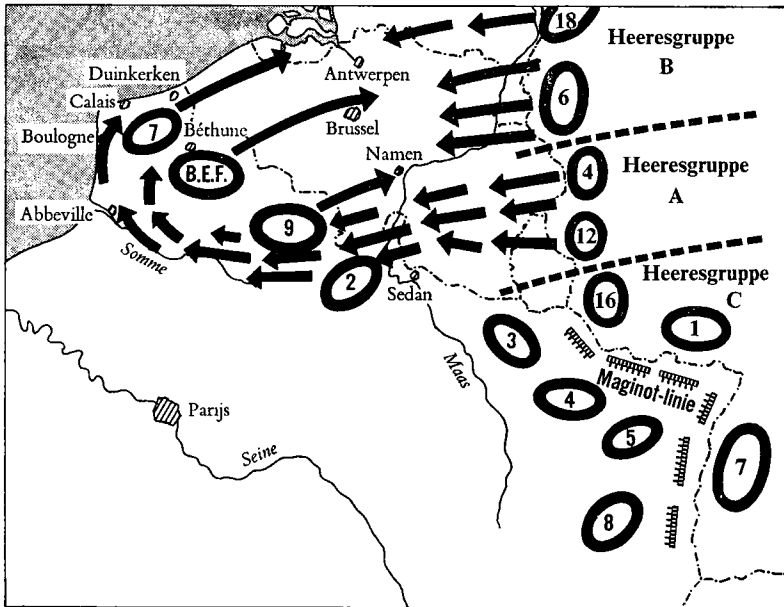 18
Heeresgruppe
B
Duinkerken
Antwerpen
Calais
6
7
Béthune
Brussel
Boulogne
Namen
B.E.F.
4
Heeresgruppe
A
Abbeville
9
12
Somme
2
Sedan
Heeresgruppe
C
16
1
3
Maas
Maginot-linie
4
Parijs
5
Seine
7
8